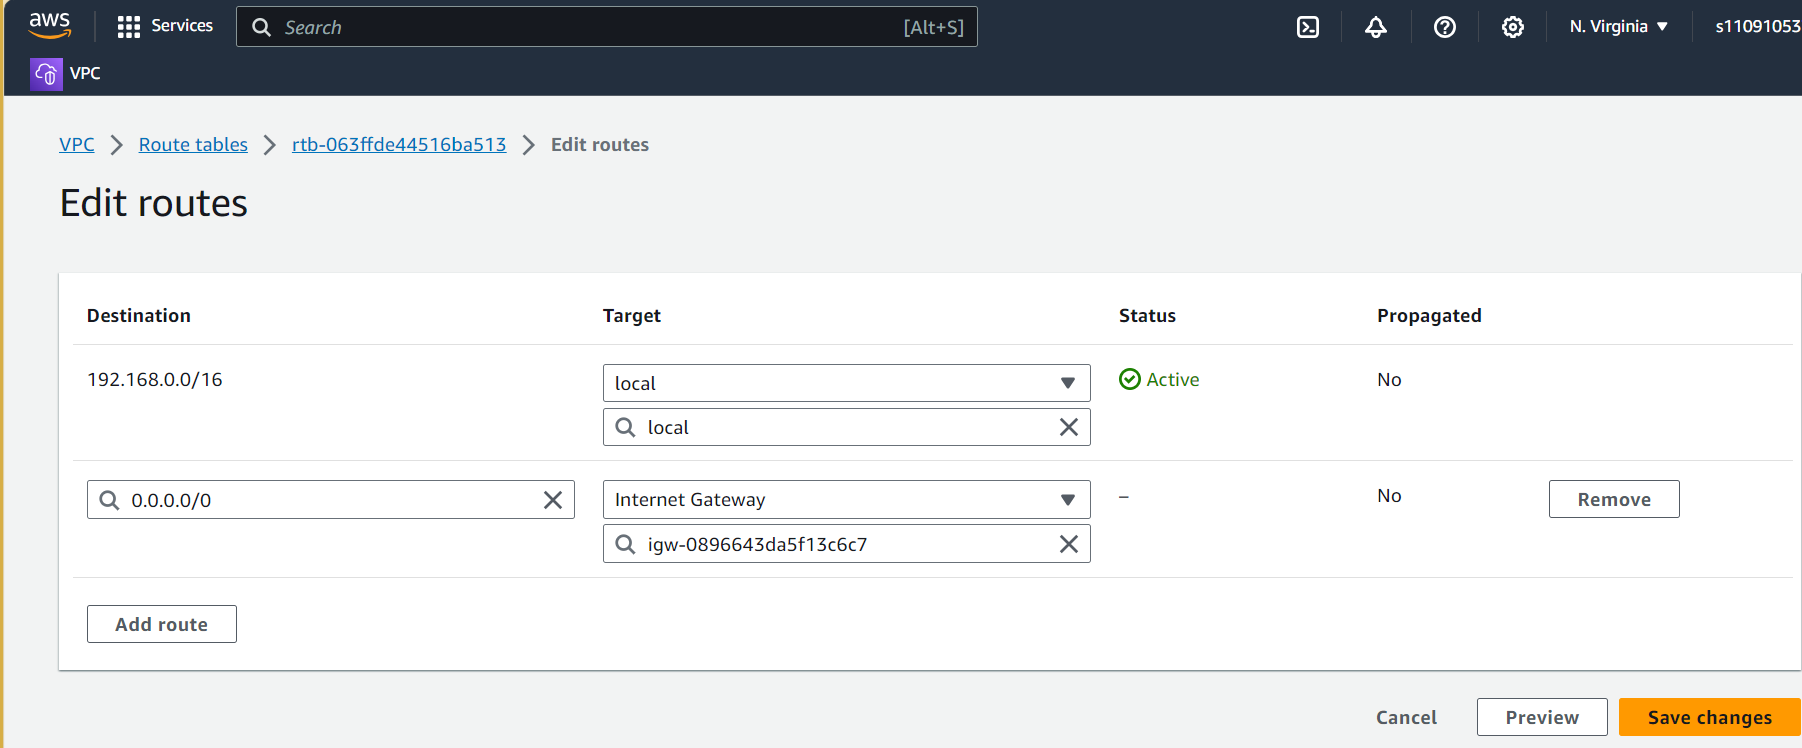 aws Services Search [Alt+S] N. Virginia s11091053
VPC
VPC Route tables rtb-063ffde44516ba513 Edit routes
Edit routes
Destination Target Status Propagated
192.168.0.0/16 local Active No
local
0.0.0.0/0 Internet Gateway – No Remove
igw-0896643da5f13c6c7
Add route
Cancel Preview Save changes